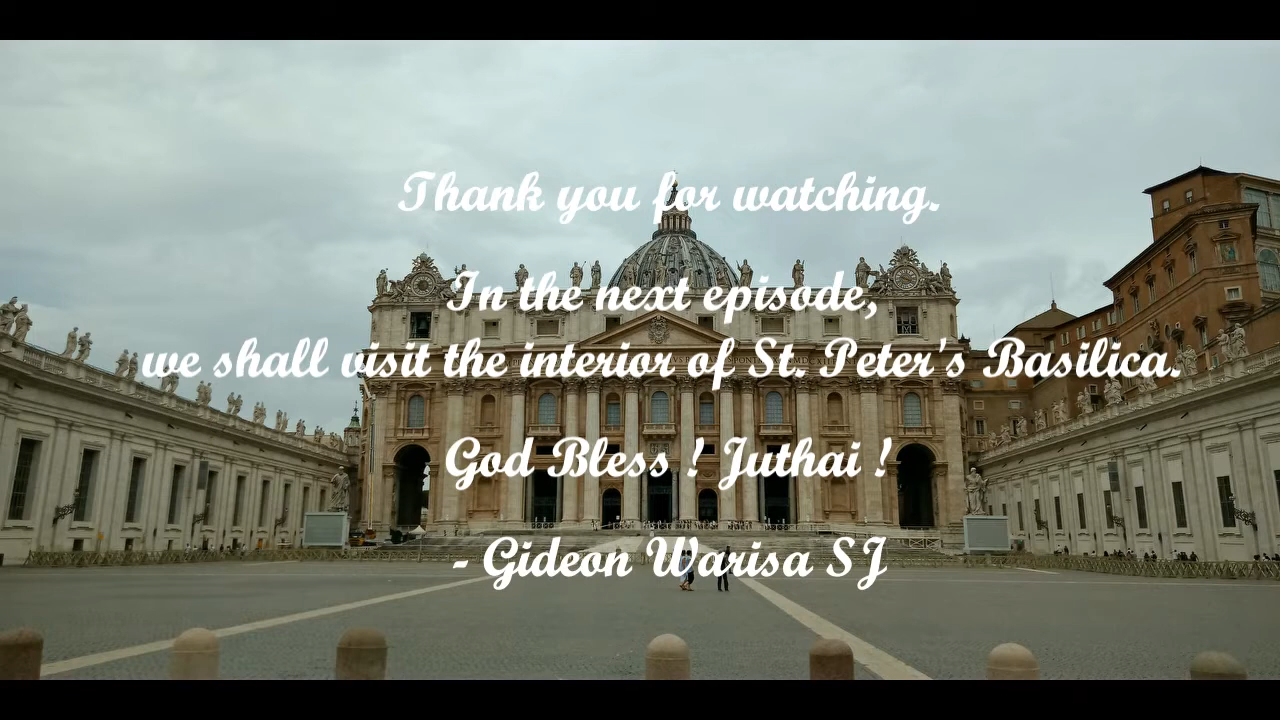 Thank you for watching.
In the next episode,
we shall visit the interior of St. Peter's Basilica.
God Bless ! Juthai !
- Gideon Warisa SJ